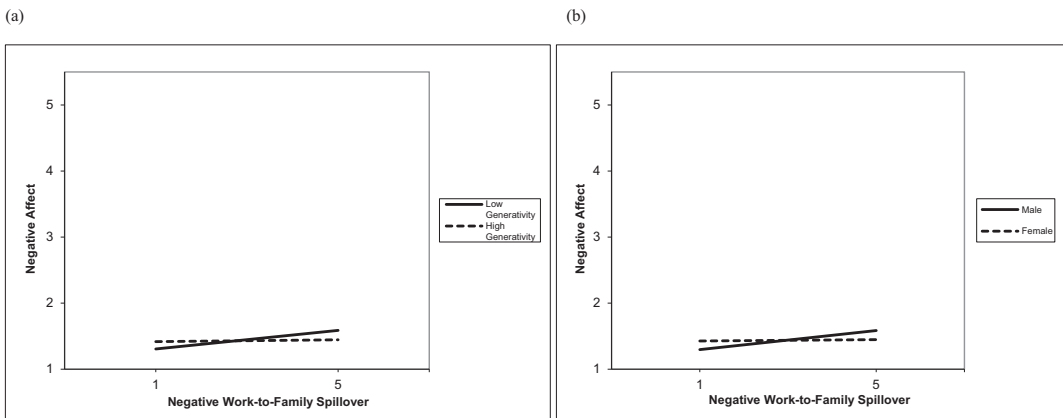 (a)
5
4
3
2
1
Negative Affect
1
5
Negative Work-to-Family Spillover
Low
Generativity
High
Generativity
(b)
5
4
3
2
1
Negative Affect
1
5
Negative Work-to-Family Spillover
Male
Female